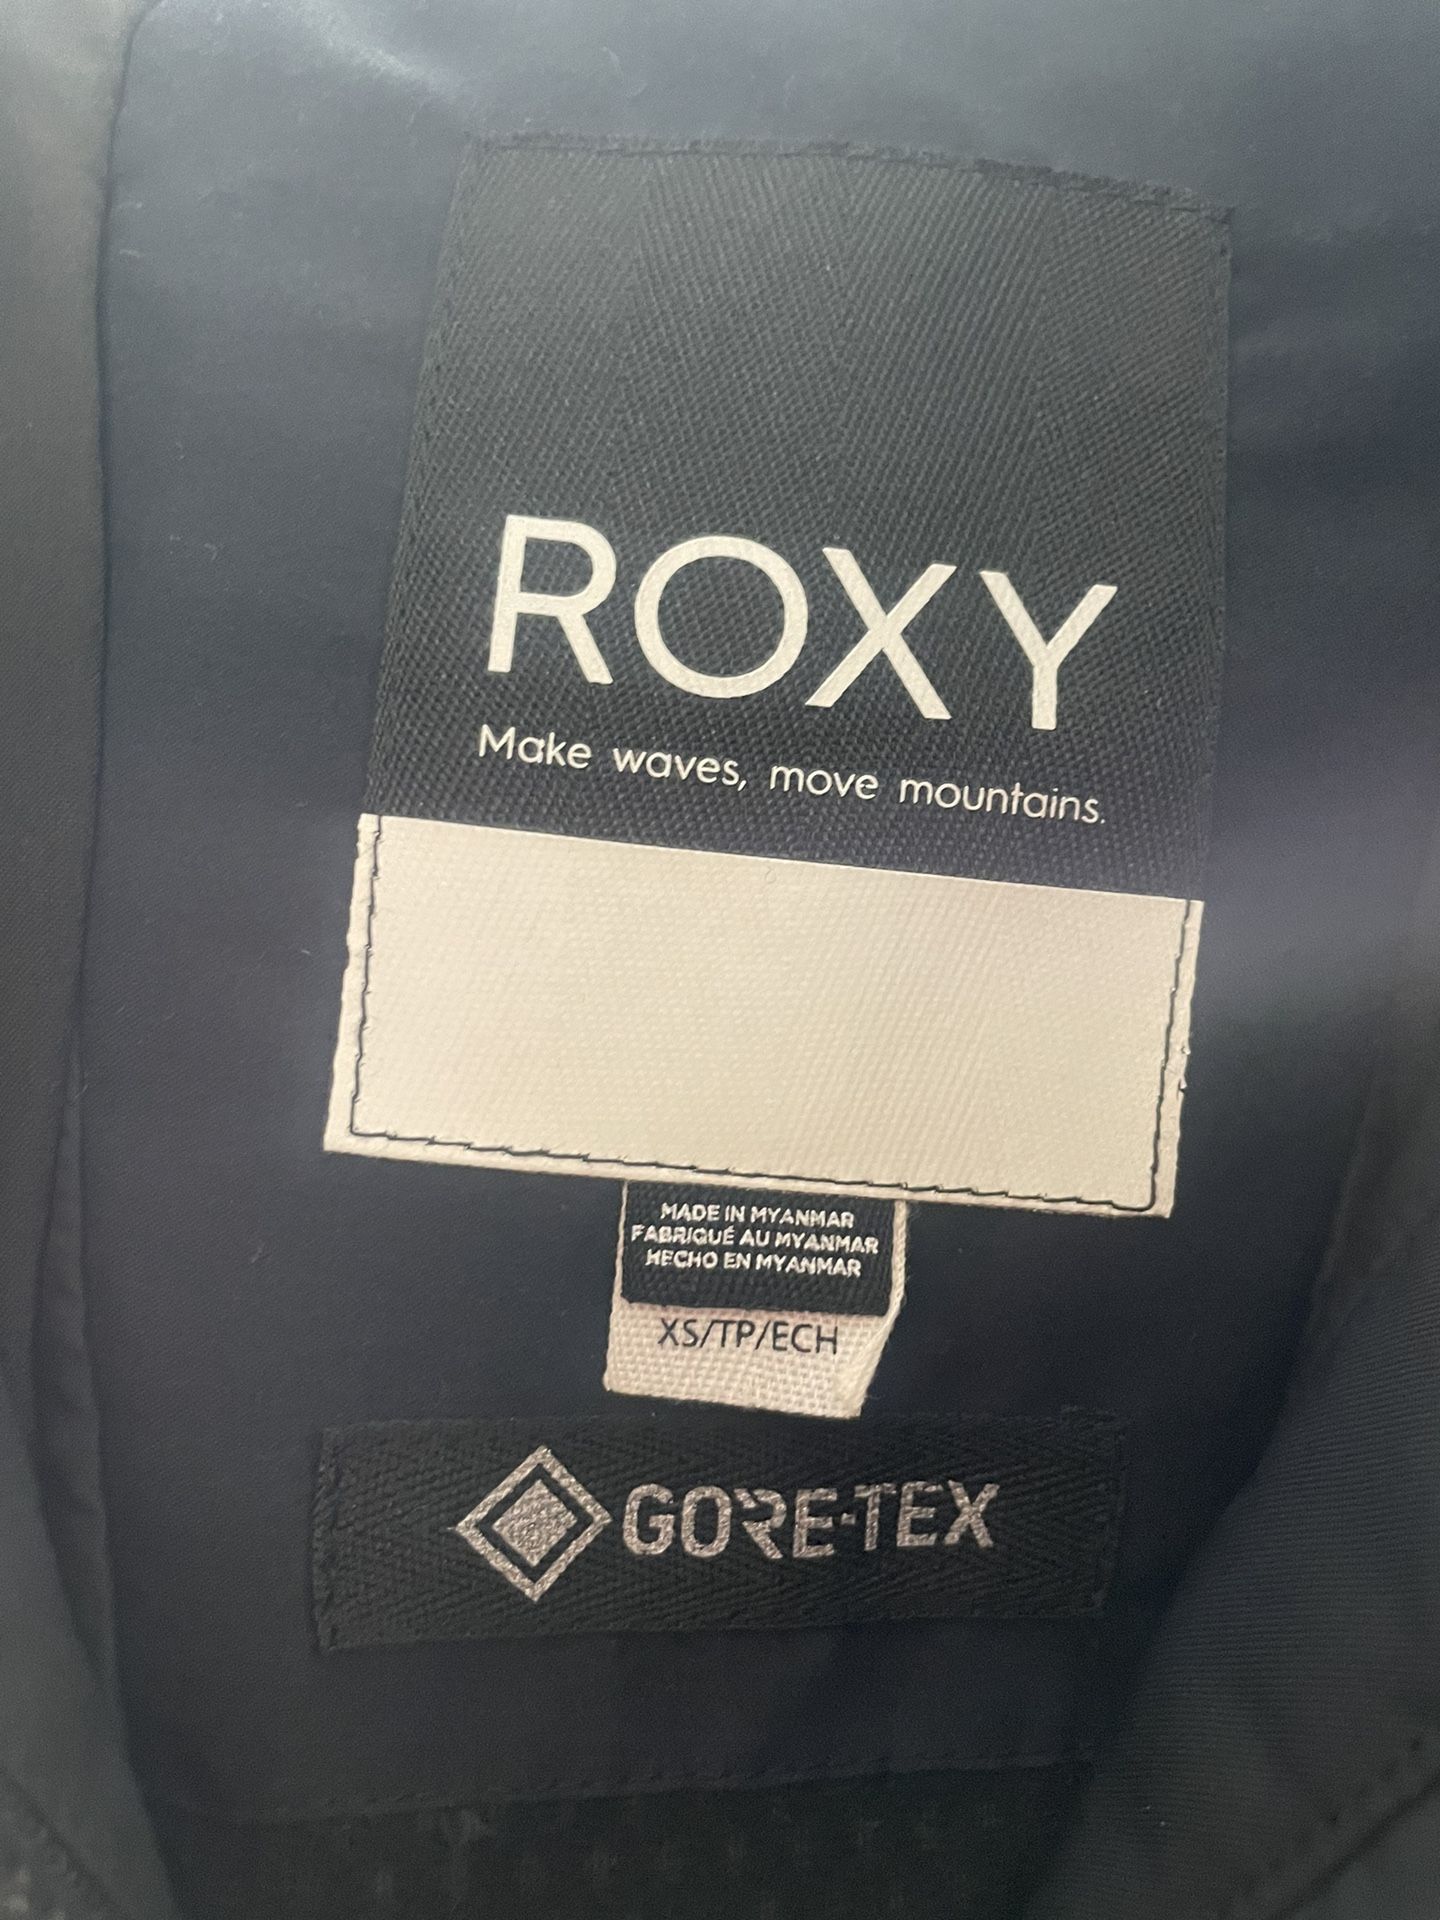 ROXY
Make waves, move mountains.
MADE IN MYANMAR
FABRIQUÉ AU MYANMAR
HECHO EN MYANMAR
XS/TP/ECH
GORE-TEX